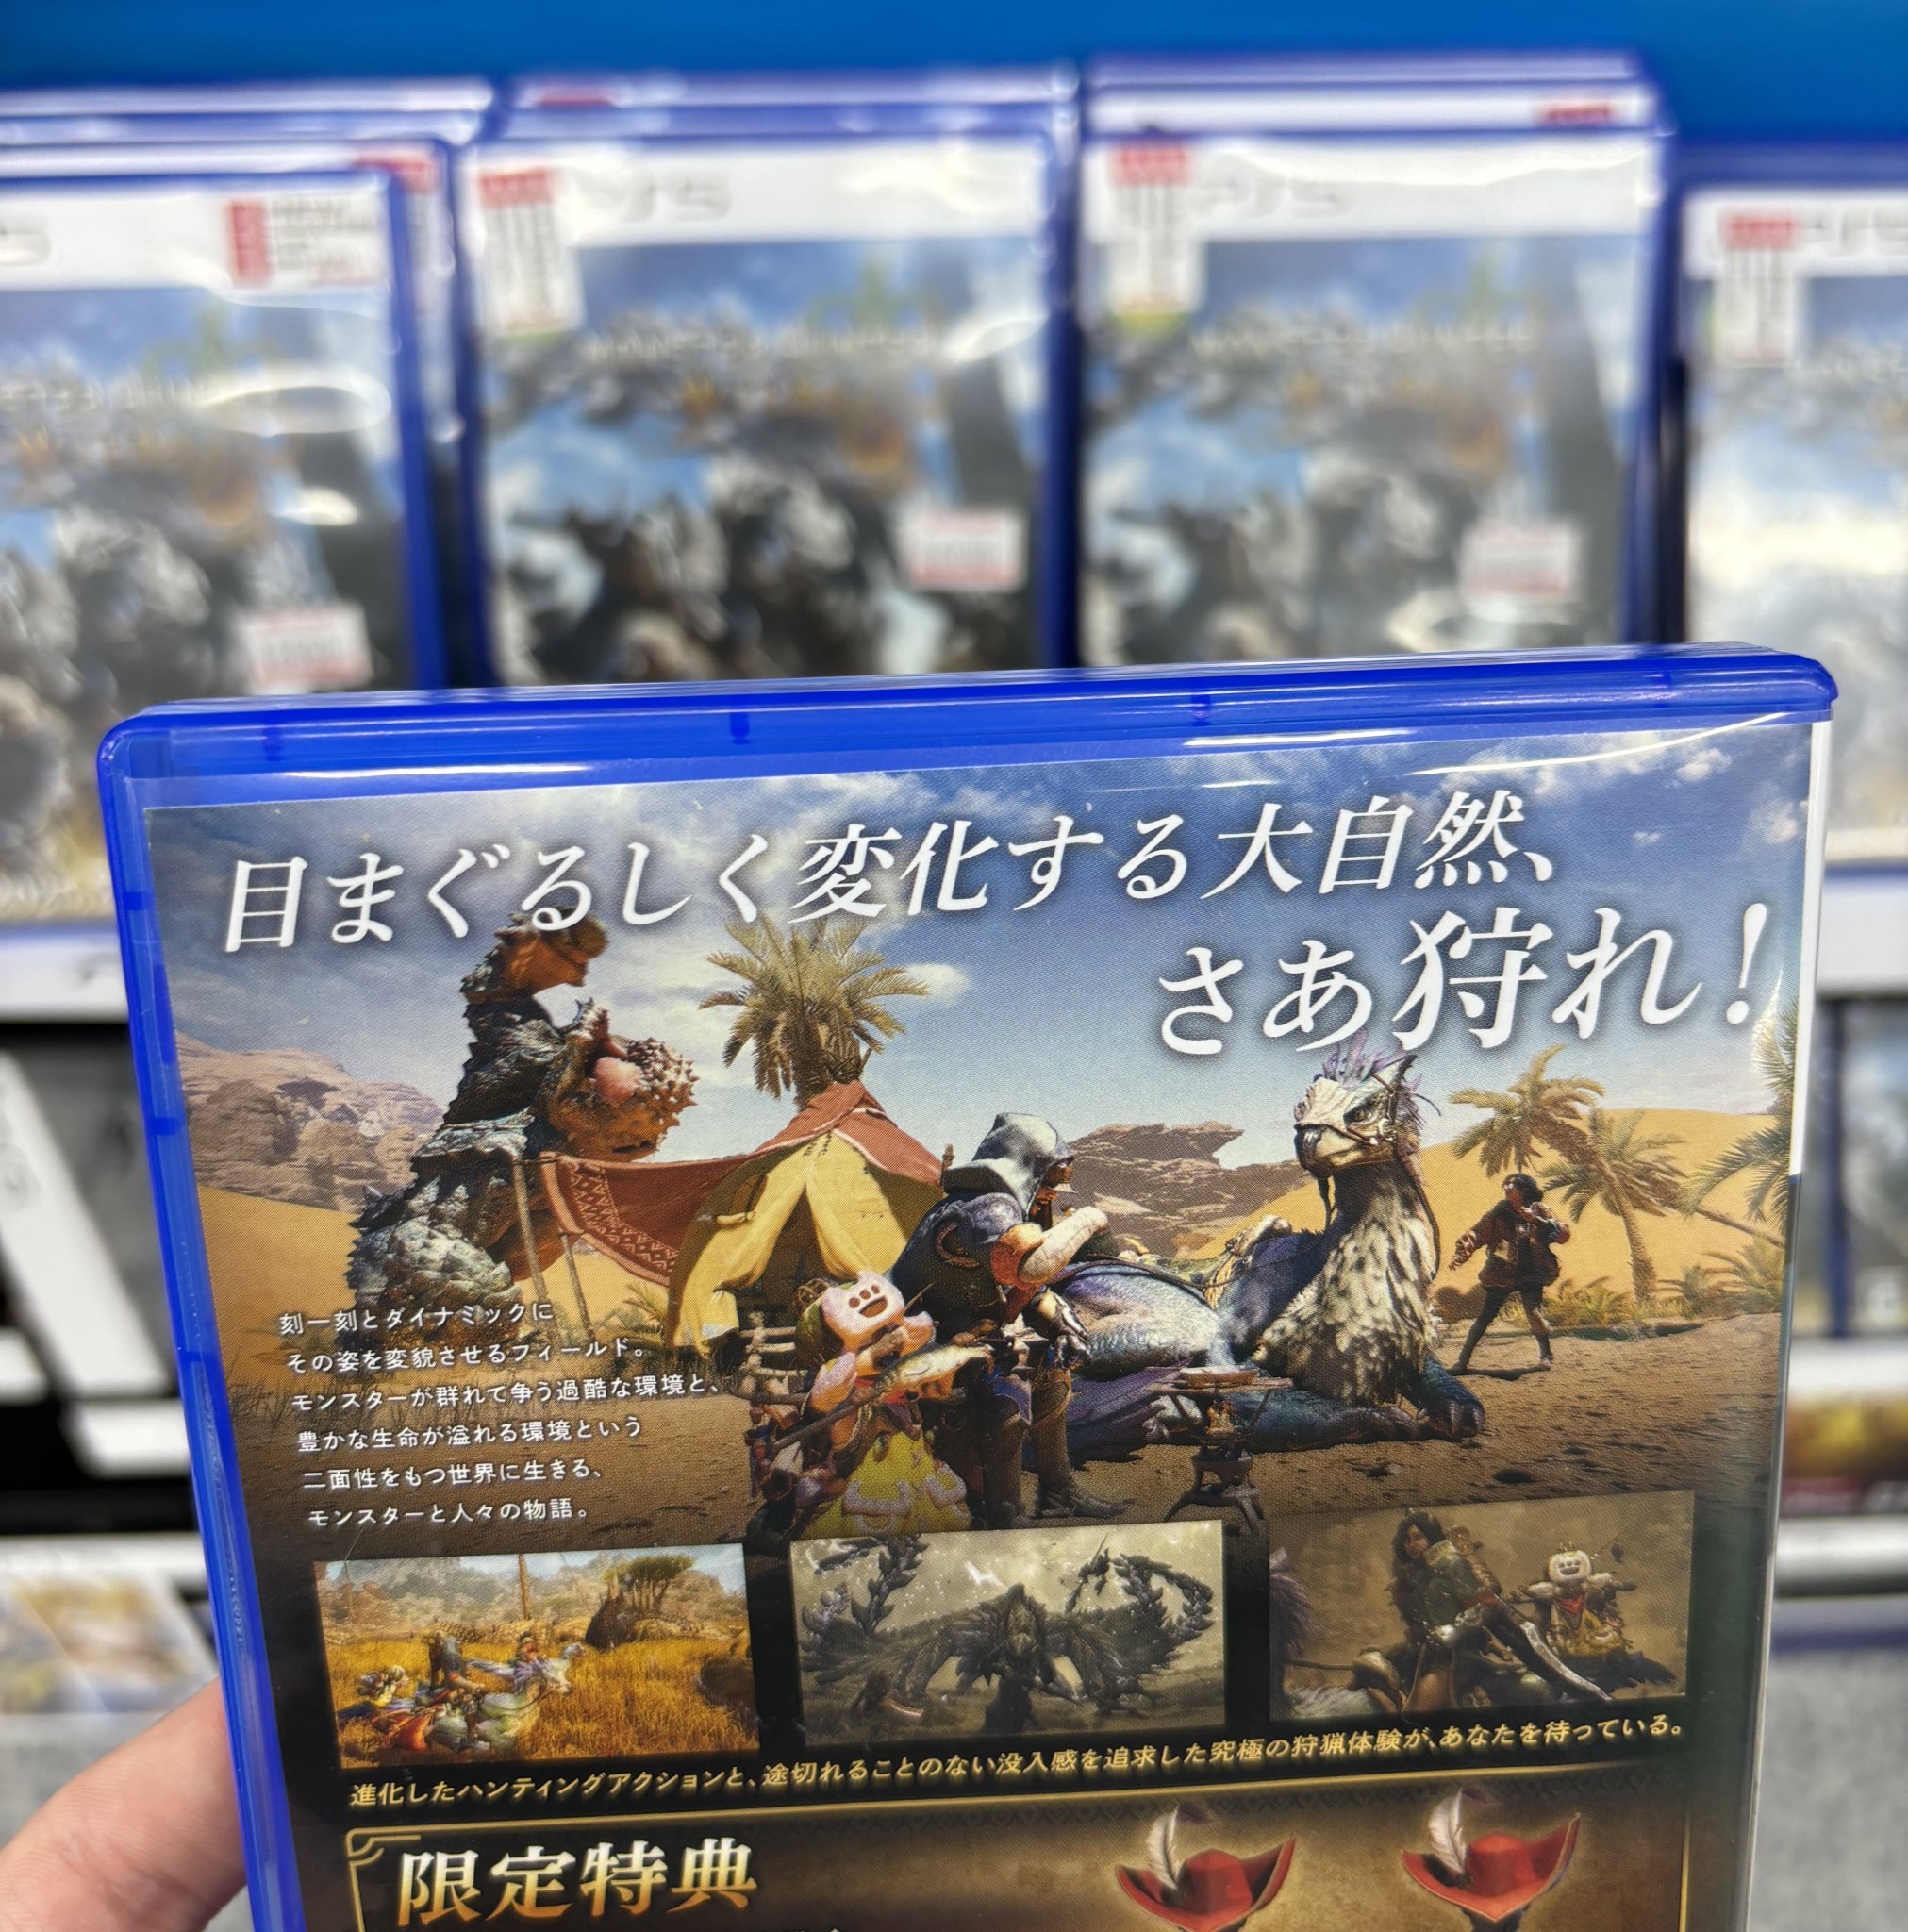 PS5
PS5
目まぐるしく変化する大自然、
さあ狩れ!
刻一刻とダイナミックに
その姿を変貌させるフィールド。
モンスターが群れて争う過酷な環境と、
豊かな生命が溢れる環境という
二面性をもつ世界に生きる、
モンスターと人々の物語。
進化したハンティングアクションと、途切れることのない没入感を追求した究極の狩猟体験が、あなたを待っている。
限定特典